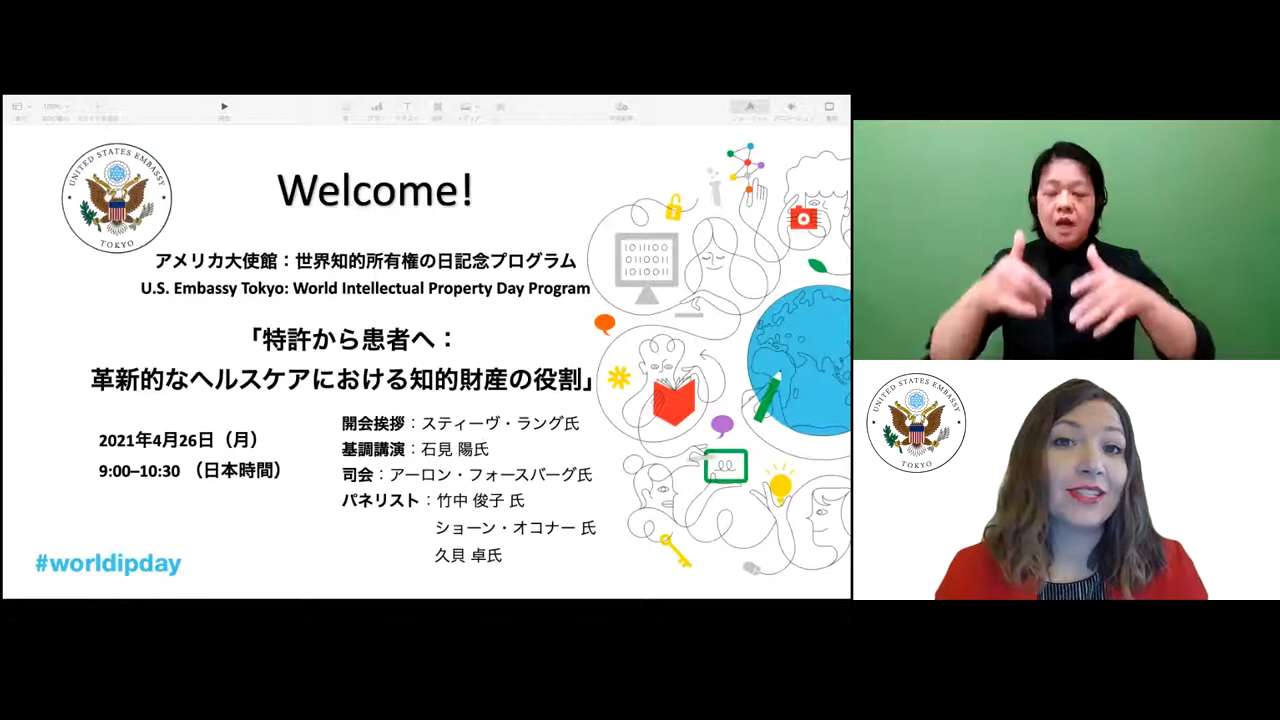 100%
UNITED STATES EMBASSY
TOKYO
Welcome!
アメリカ大使館：世界知的所有権の日記念プログラム
U.S. Embassy Tokyo: World Intellectual Property Day Program
「特許から患者へ：
革新的なヘルスケアにおける知的財産の役割」
2021年4月26日（月）
9:00–10:30 （日本時間）
開会挨拶：スティーヴ・ラング氏
基調講演：石見 陽氏
司会：アーロン・フォースバーグ氏
パネリスト：竹中 俊子 氏
ショーン・オコナー 氏
久貝 卓氏
#worldipday
1011100
0111011
1010011
UNITED STATES EMBASSY
TOKYO